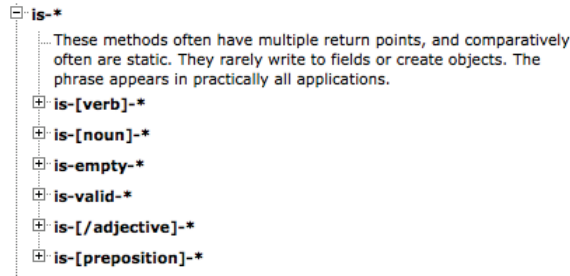 is-*
These methods often have multiple return points, and comparatively
often are static. They rarely write to fields or create objects. The
phrase appears in practically all applications.
is-[verb]-*
is-[noun]-*
is-empty-*
is-valid-*
is-[/adjective]-*
is-[preposition]-*